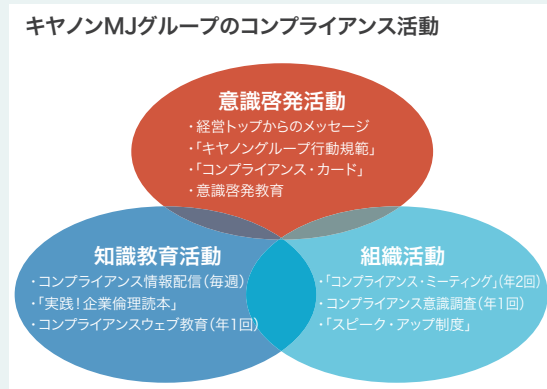 キヤノンMJグループのコンプライアンス活動
意識啓発活動
・経営トップからのメッセージ
・「キヤノングループ行動規範」
・「コンプライアンス・カード」
・意識啓発教育
知識教育活動
・コンプライアンス情報配信(毎週)
・「実践!企業倫理読本」
・コンプライアンスウェブ教育(年1回)
組織活動
・「コンプライアンス・ミーティング」(年2回)
・コンプライアンス意識調査(年1回)
・「スピーク・アップ制度」